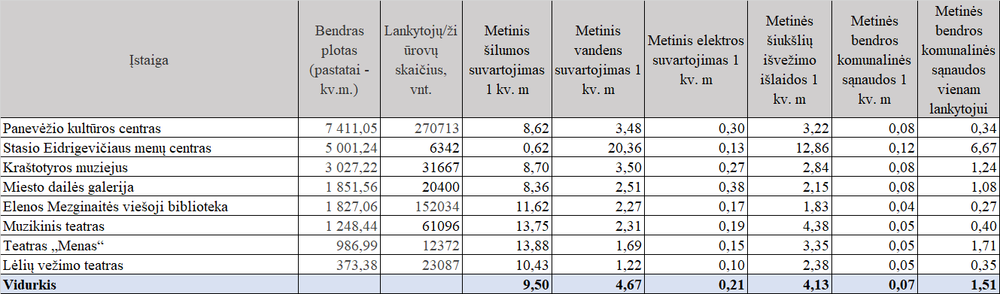 Įstaiga | Bendras plotas (pastatai - kv.m.) | Lankytojų/žiūrovų skaičius, vnt. | Metinis šilumos suvartojimas 1 kv. m | Metinis vandens suvartojimas 1 kv. m | Metinis elektros suvartojimas 1 kv. m | Metinės šiukšlių išvežimo išlaidos 1 kv. m | Metinės bendros komunalinės sąnaudos 1 kv. m | Metinės bendros komunalinės sąnaudos vienam lankytojui
Panevėžio kultūros centras | 7 411,05 | 270713 | 8,62 | 3,48 | 0,30 | 3,22 | 0,08 | 0,34
Stasio Eidrigevičiaus menų centras | 5 001,24 | 6342 | 0,62 | 20,36 | 0,13 | 12,86 | 0,12 | 6,67
Kraštotyros muziejus | 3 027,22 | 31667 | 8,70 | 3,50 | 0,27 | 2,84 | 0,08 | 1,24
Miesto dailės galerija | 1 851,56 | 20400 | 8,36 | 2,51 | 0,38 | 2,15 | 0,08 | 1,08
Elenos Mezginaitės viešoji biblioteka | 1 827,06 | 152034 | 11,62 | 2,27 | 0,17 | 1,83 | 0,04 | 0,27
Muzikinis teatras | 1 248,44 | 61096 | 13,75 | 2,31 | 0,19 | 4,38 | 0,05 | 0,40
Teatras „Menas“ | 986,99 | 12372 | 13,88 | 1,69 | 0,15 | 3,35 | 0,05 | 1,71
Lėlių vežimo teatras | 373,38 | 23087 | 10,43 | 1,22 | 0,10 | 2,38 | 0,05 | 0,35
Vidurkis | | | 9,50 | 4,67 | 0,21 | 4,13 | 0,07 | 1,51